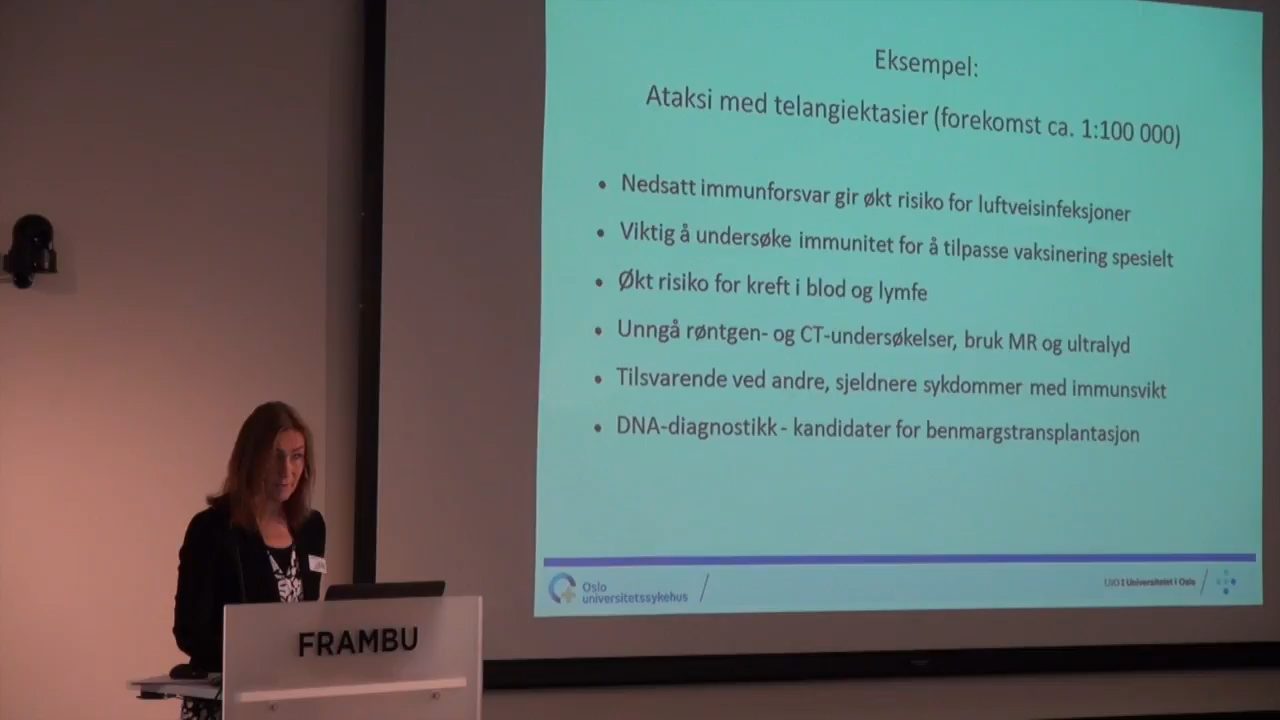 Eksempel:
Ataksi med telangiektasier (forekomst ca. 1:100 000)
• Nedsatt immunforsvar gir økt risiko for luftveisinfeksjoner
• Viktig å undersøke immunitet for å tilpasse vaksinering spesielt
• Økt risiko for kreft i blod og lymfe
• Unngå røntgen- og CT-undersøkelser, bruk MR og ultralyd
• Tilsvarende ved andre, sjeldnere sykdommer med immunsvikt
• DNA-diagnostikk - kandidater for benmargstransplantasjon
Oslo
universitetssykehus
UiO Universitetet i Oslo
FRAMBU